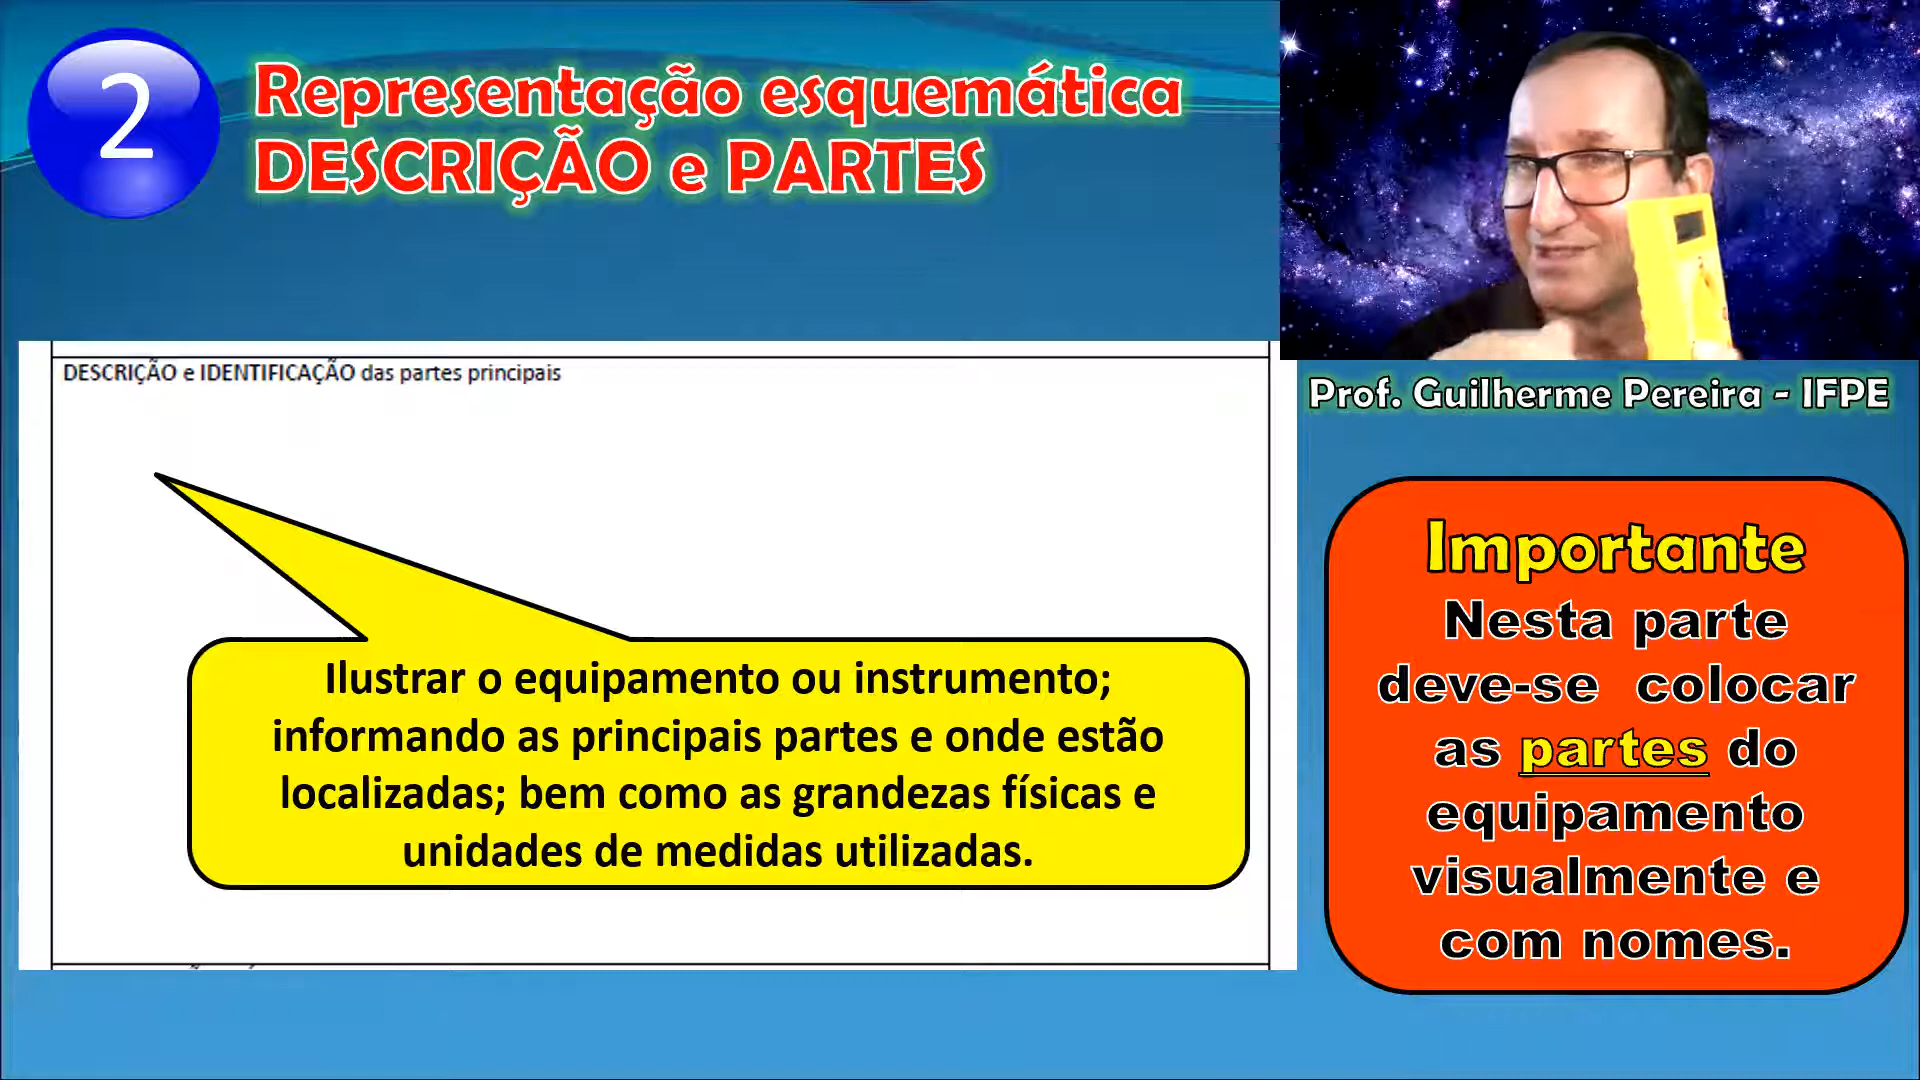 2
Representação esquemática
DESCRIÇÃO e PARTES
Prof. Guilherme Pereira - IFPE
DESCRIÇÃO e IDENTIFICAÇÃO das partes principais
Ilustrar o equipamento ou instrumento;
informando as principais partes e onde estão
localizadas; bem como as grandezas físicas e
unidades de medidas utilizadas.
Importante
Nesta parte
deve-se colocar
as partes do
equipamento
visualmente e
com nomes.